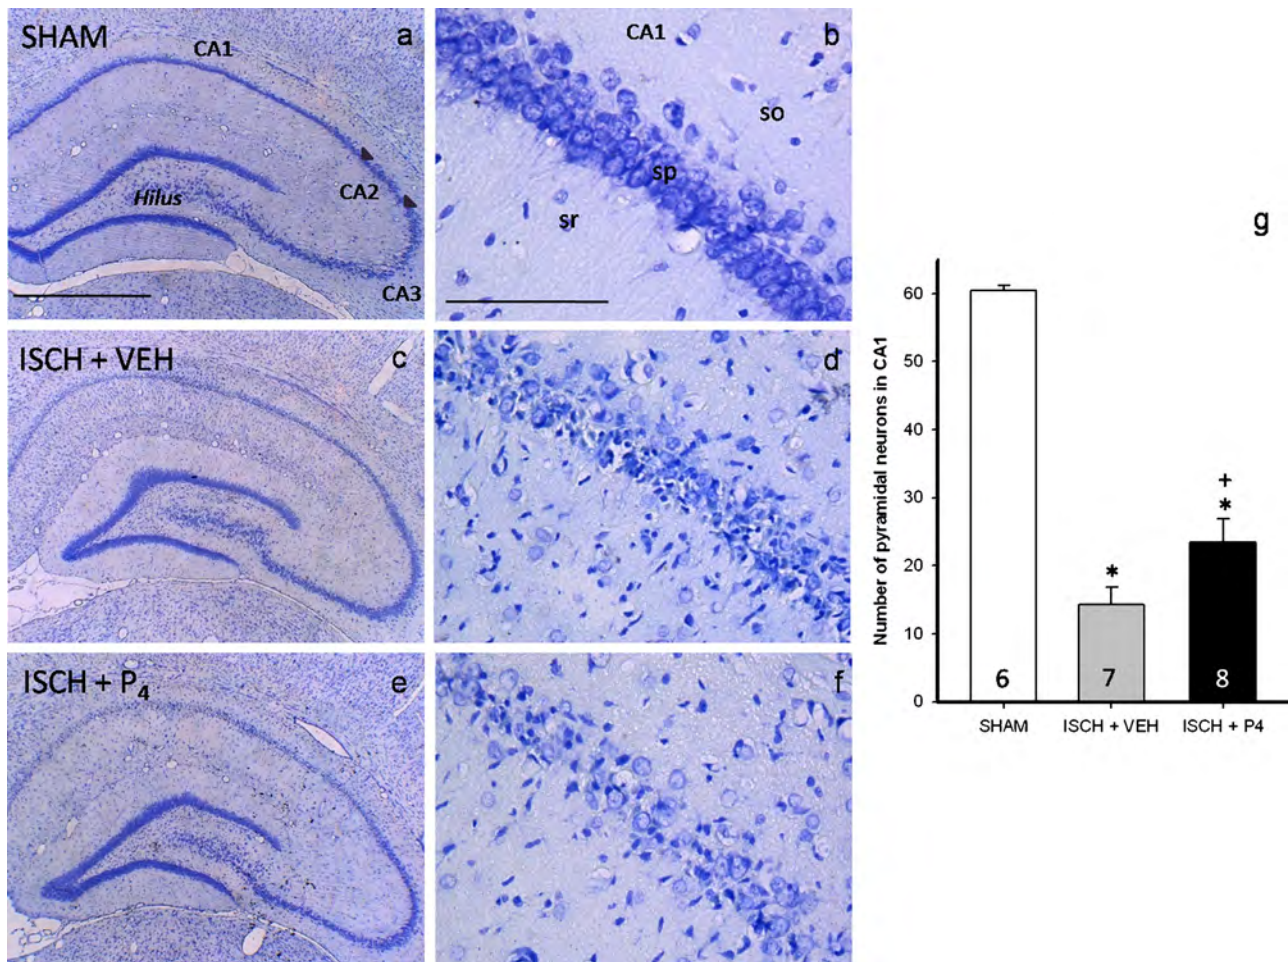 SHAM
a
CA1
CA2
Hilus
CA3
b
CA1
so
sp
sr
ISCH + VEH
c
d
ISCH + P₄
e
f
g
Number of pyramidal neurons in CA1
60
50
40
30
20
10
0
*
+
*
6
7
8
SHAM
ISCH + VEH
ISCH + P4